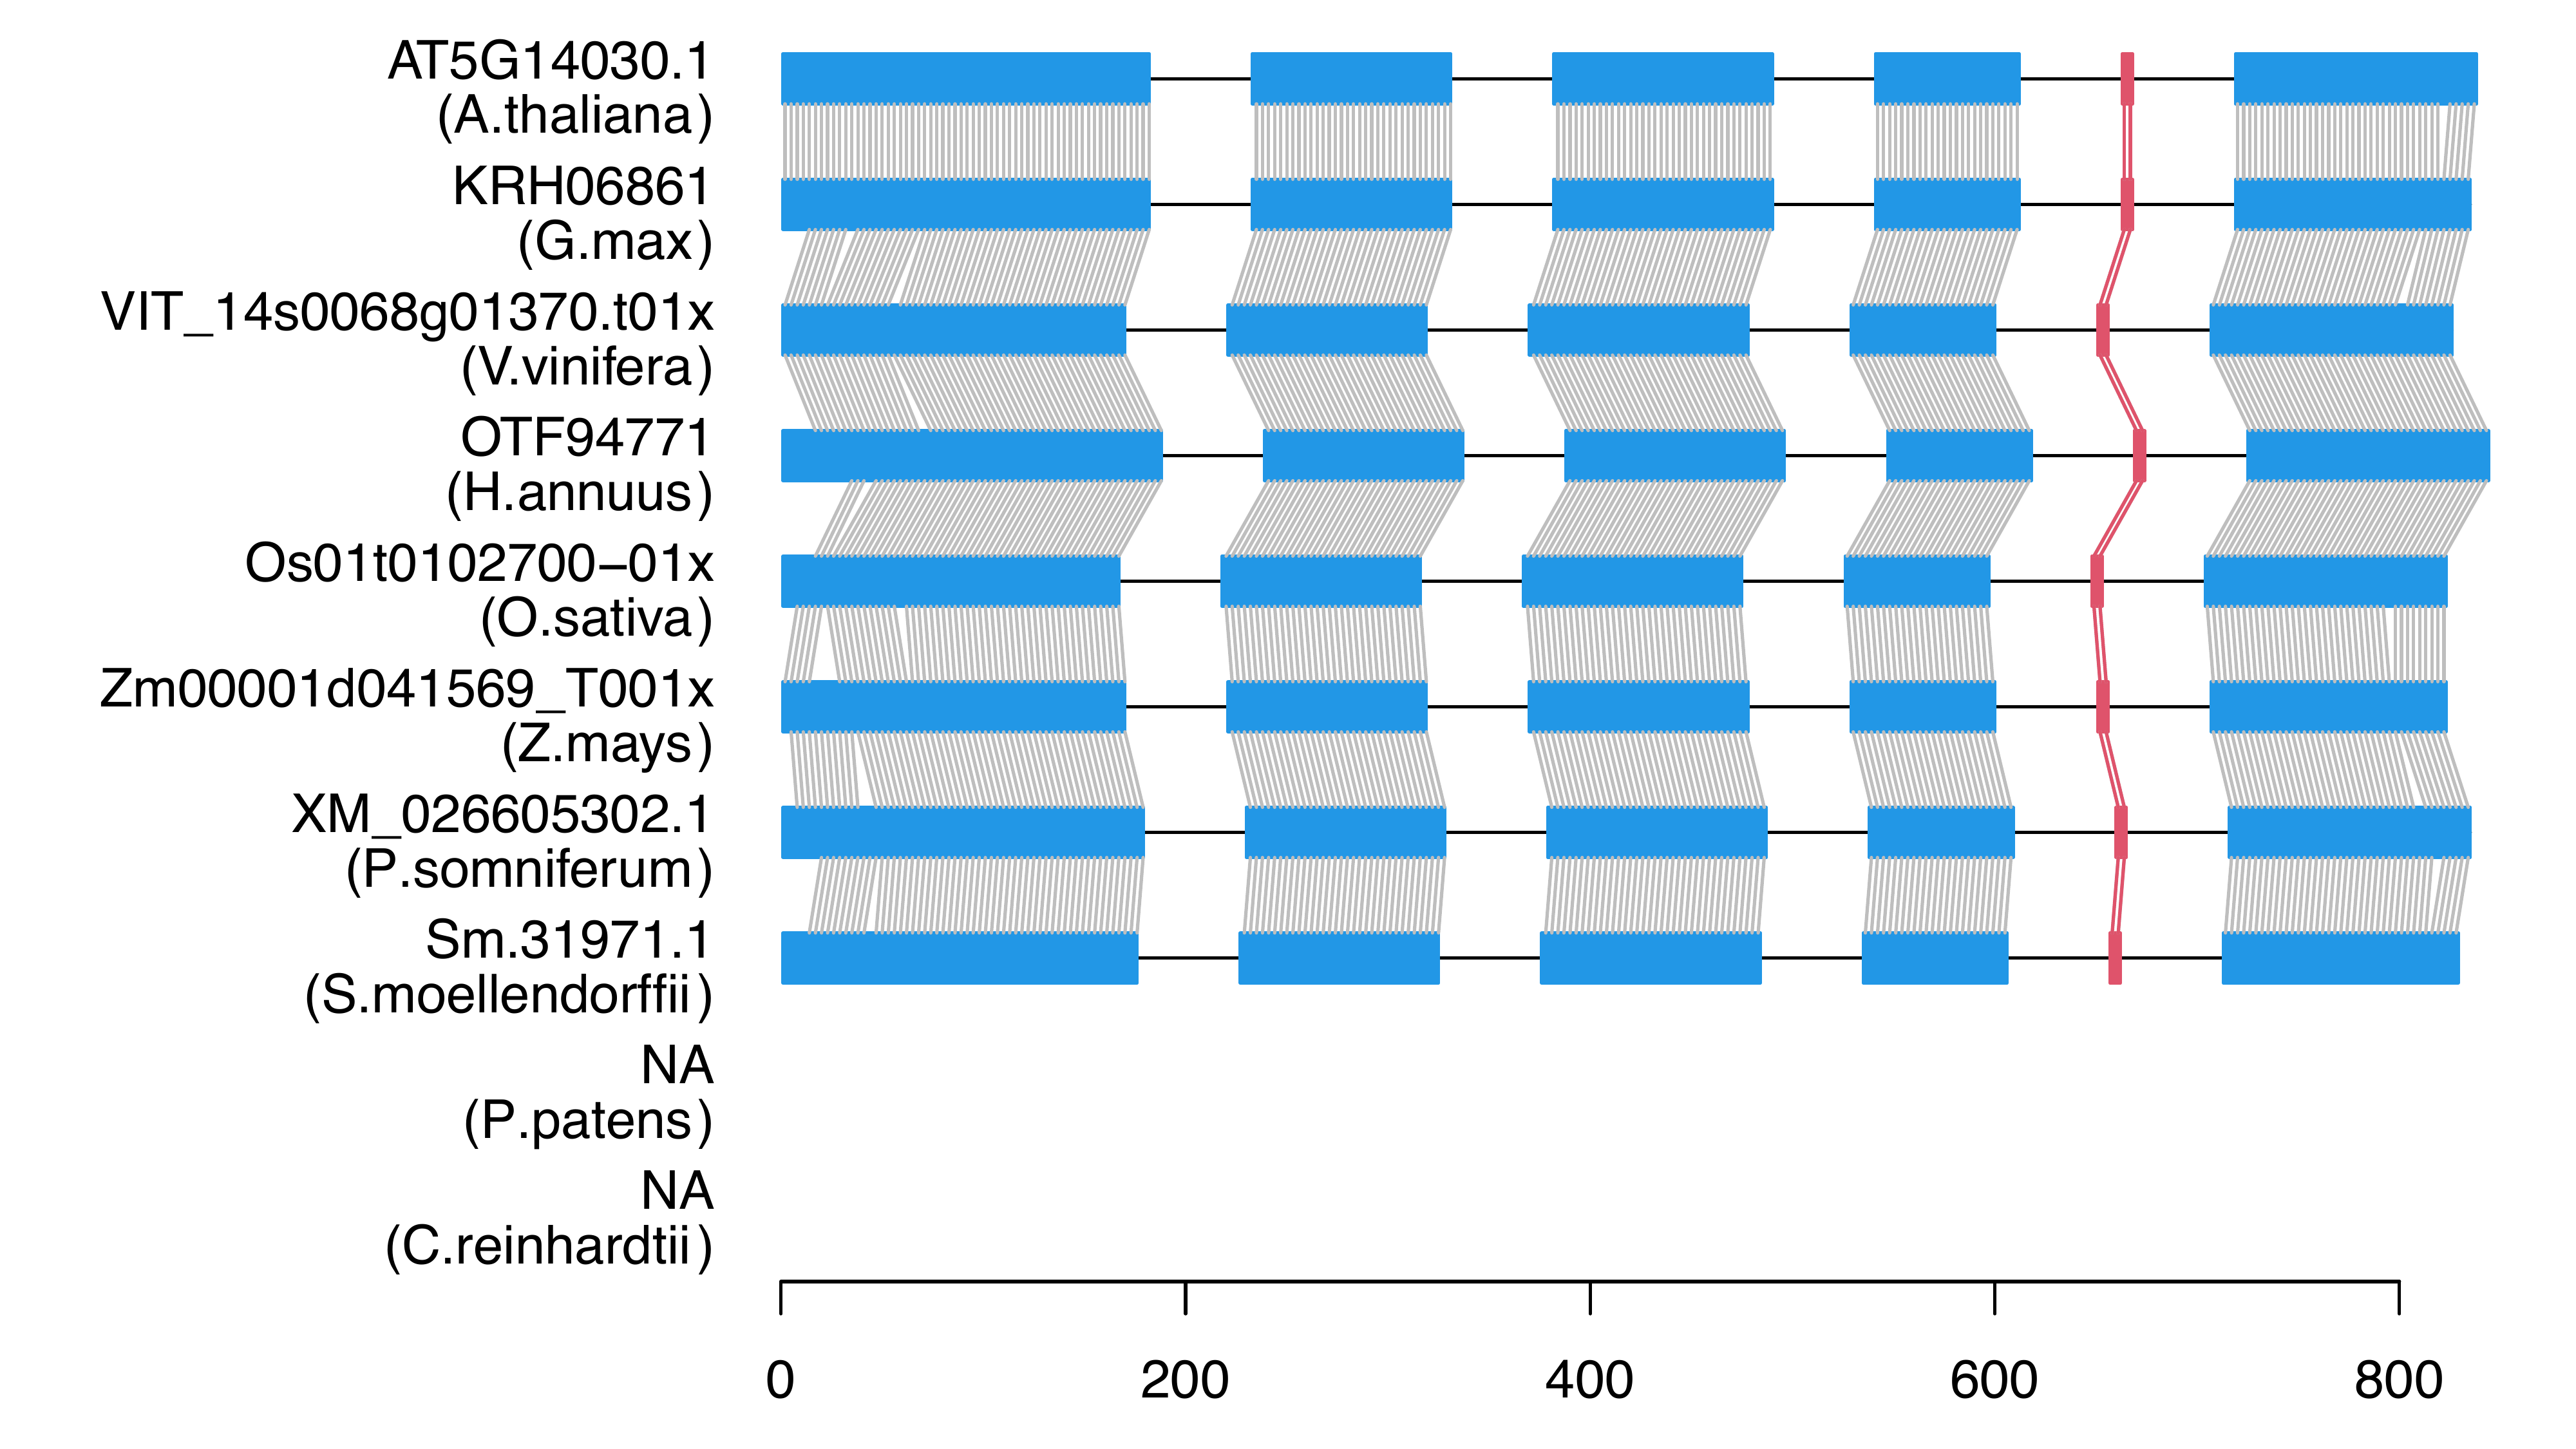 AT5G14030.1
(A.thaliana)
KRH06861
(G.max)
VIT_14s0068g01370.t01x
(V.vinifera)
OTF94771
(H.annuus)
Os01t0102700−01x
(O.sativa)
Zm00001d041569_T001x
(Z.mays)
XM_026605302.1
(P.somniferum)
Sm.31971.1
(S.moellendorffii)
NA
(P.patens)
NA
(C.reinhardtii)
0 200 400 600 800